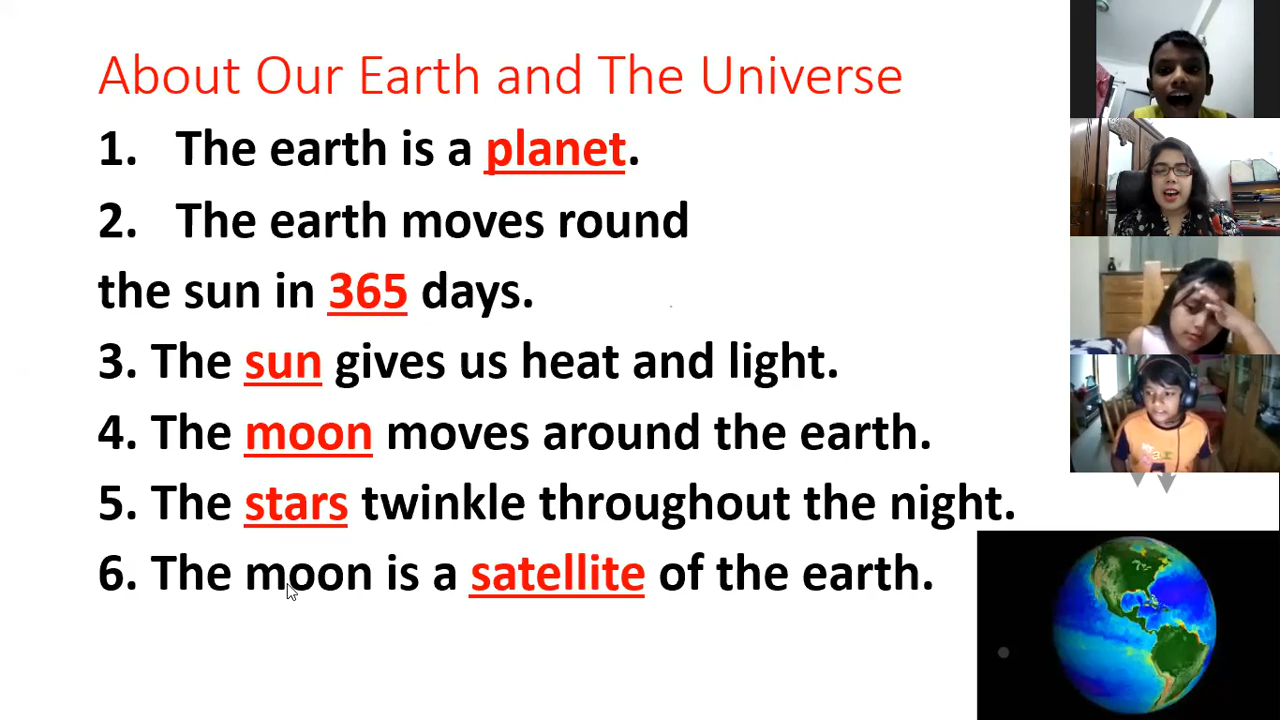 About Our Earth and The Universe
1. The earth is a planet.
2. The earth moves round
the sun in 365 days.
3. The sun gives us heat and light.
4. The moon moves around the earth.
5. The stars twinkle throughout the night.
6. The moon is a satellite of the earth.